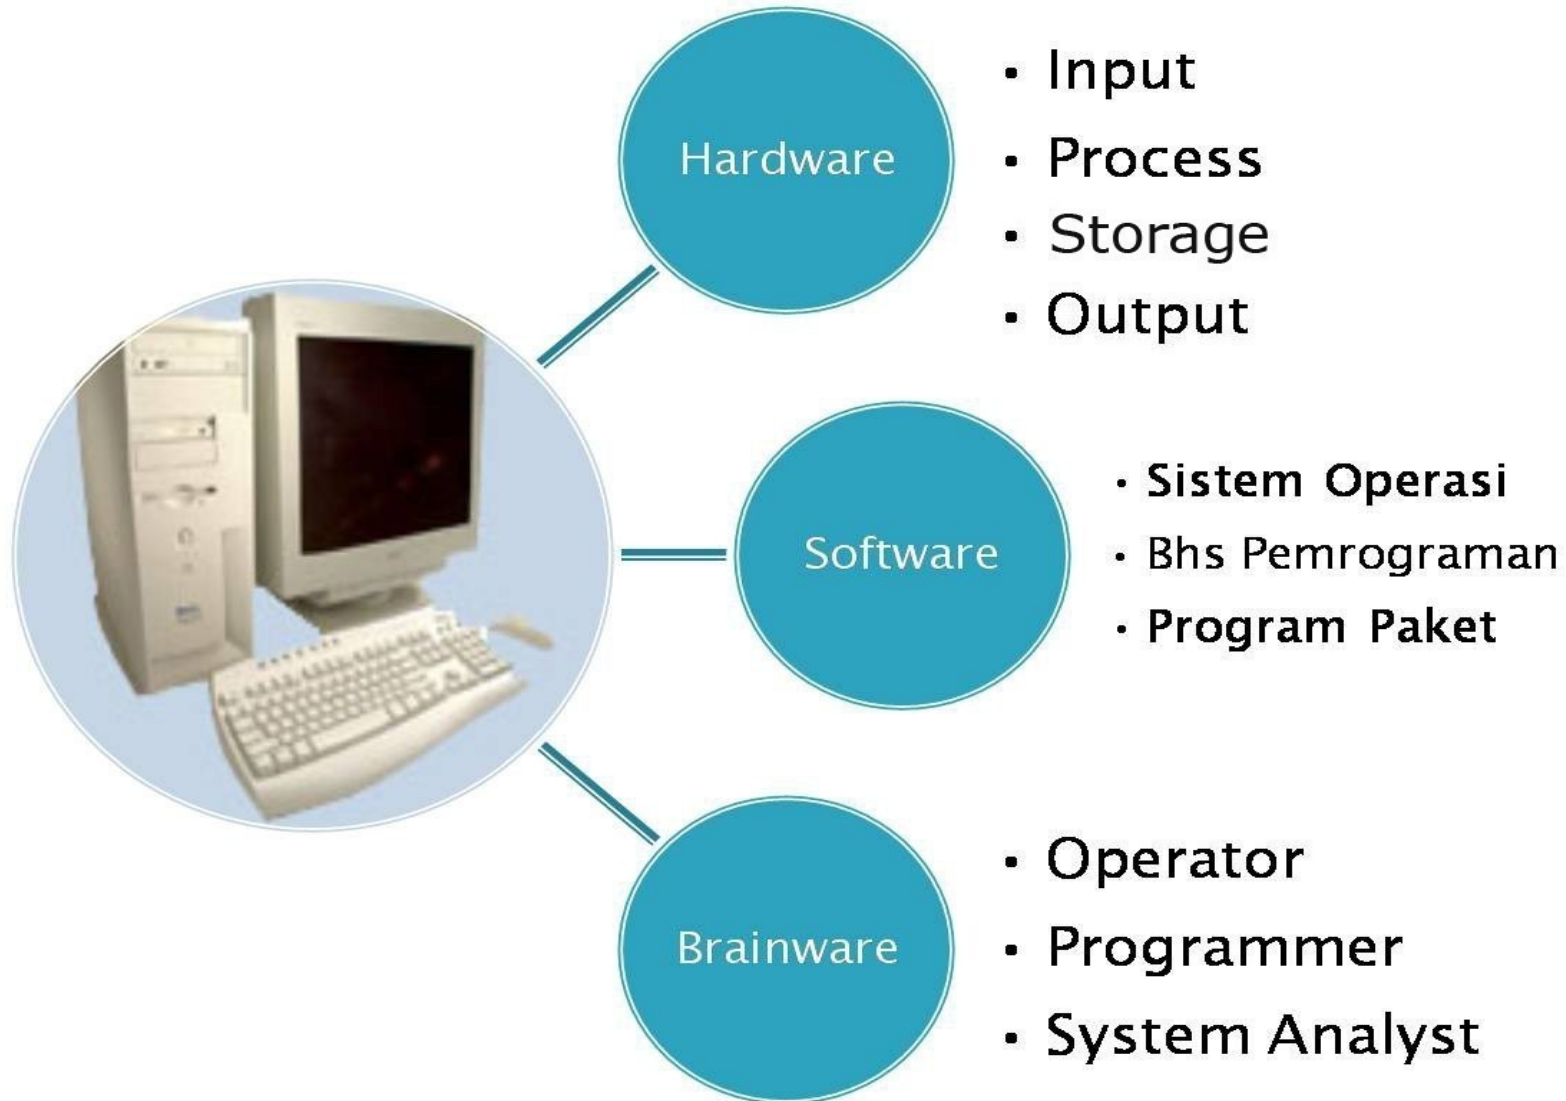 Hardware
• Input
• Process
• Storage
• Output
Software
• Sistem Operasi
• Bhs Pemrograman
• Program Paket
Brainware
• Operator
• Programmer
• System Analyst